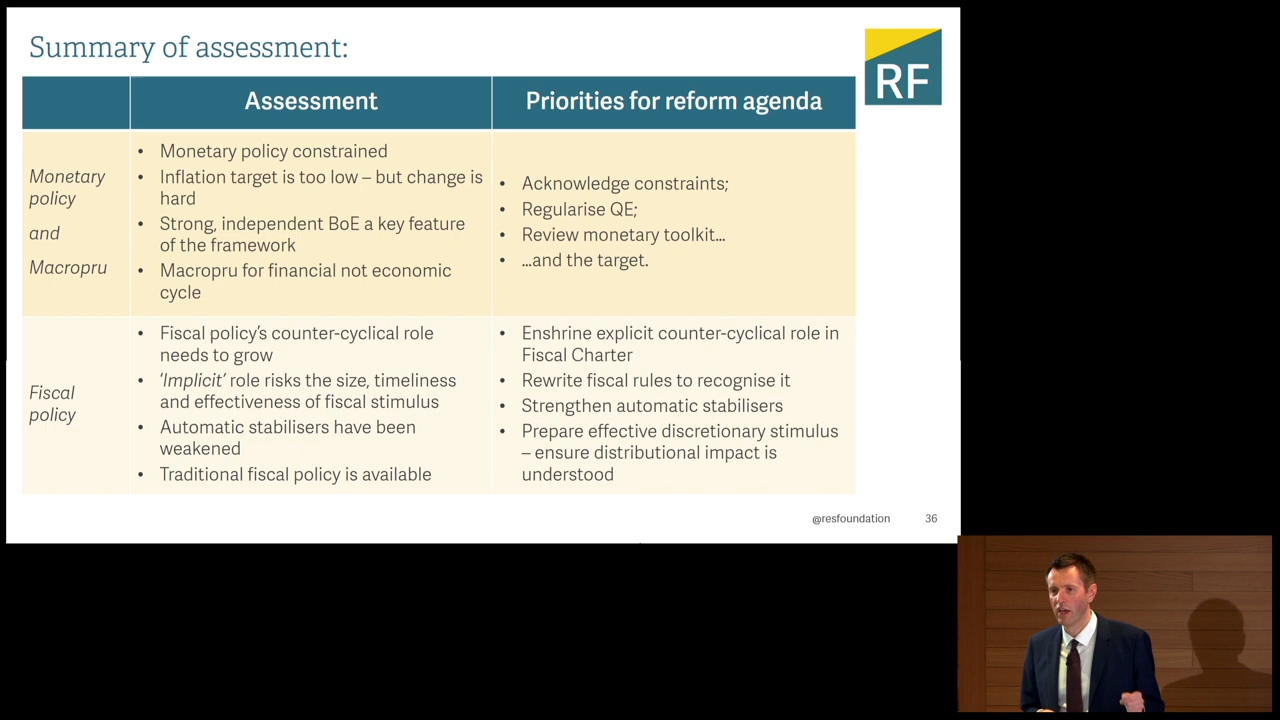 Summary of assessment:
RF
Assessment
Priorities for reform agenda
Monetary
policy
and
Macropru
• Monetary policy constrained
• Inflation target is too low – but change is
hard
• Strong, independent BoE a key feature
of the framework
• Macropru for financial not economic
cycle
• Acknowledge constraints;
• Regularise QE;
• Review monetary toolkit...
• ...and the target.
Fiscal
policy
• Fiscal policy’s counter-cyclical role
needs to grow
• ‘Implicit’ role risks the size, timeliness
and effectiveness of fiscal stimulus
• Automatic stabilisers have been
weakened
• Traditional fiscal policy is available
• Enshrine explicit counter-cyclical role in
Fiscal Charter
• Rewrite fiscal rules to recognise it
• Strengthen automatic stabilisers
• Prepare effective discretionary stimulus
– ensure distributional impact is
understood
@resfoundation 36